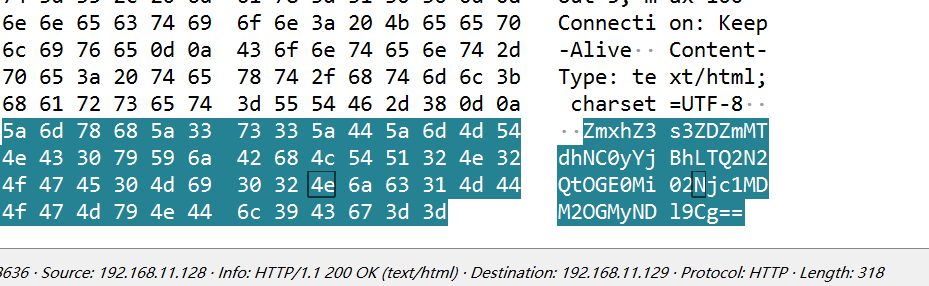 6e 6e 65 63 74 69 6f 6e 3a 20 4b 65 65 70 Connecti on: Keep
6c 69 76 65 0d 0a 43 6f 6e 74 65 6e 74 2d -Alive·· Content-
70 65 3a 20 74 65 78 74 2f 68 74 6d 6c 3b Type: te xt/html;
68 61 72 73 65 74 3d 55 54 46 2d 38 0d 0a charset =UTF-8··
5a 6d 78 68 5a 33 73 33 5a 44 5a 6d 4d 54 ··ZmxhZ3 s3ZDZmMT
4e 43 30 79 59 6a 42 68 4c 54 51 32 4e 32 dhNC0yYj BhLTQ2N2
4f 47 45 30 4d 69 30 32 4e 6a 63 31 4d 44 QtOGE0Mi 02Njc1MD
4f 47 4d 79 4e 44 6c 39 43 67 3d 3d M2OGMyND l9Cg==
· Source: 192.168.11.128 · Info: HTTP/1.1 200 OK (text/html) · Destination: 192.168.11.129 · Protocol: HTTP · Length: 318